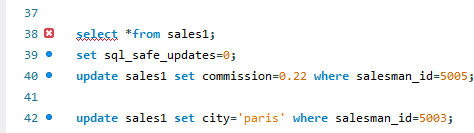 37
38 select *from sales1;
39 set sql_safe_updates=0;
40 update sales1 set commission=0.22 where salesman_id=5005;
41
42 update sales1 set city='paris' where salesman_id=5003;